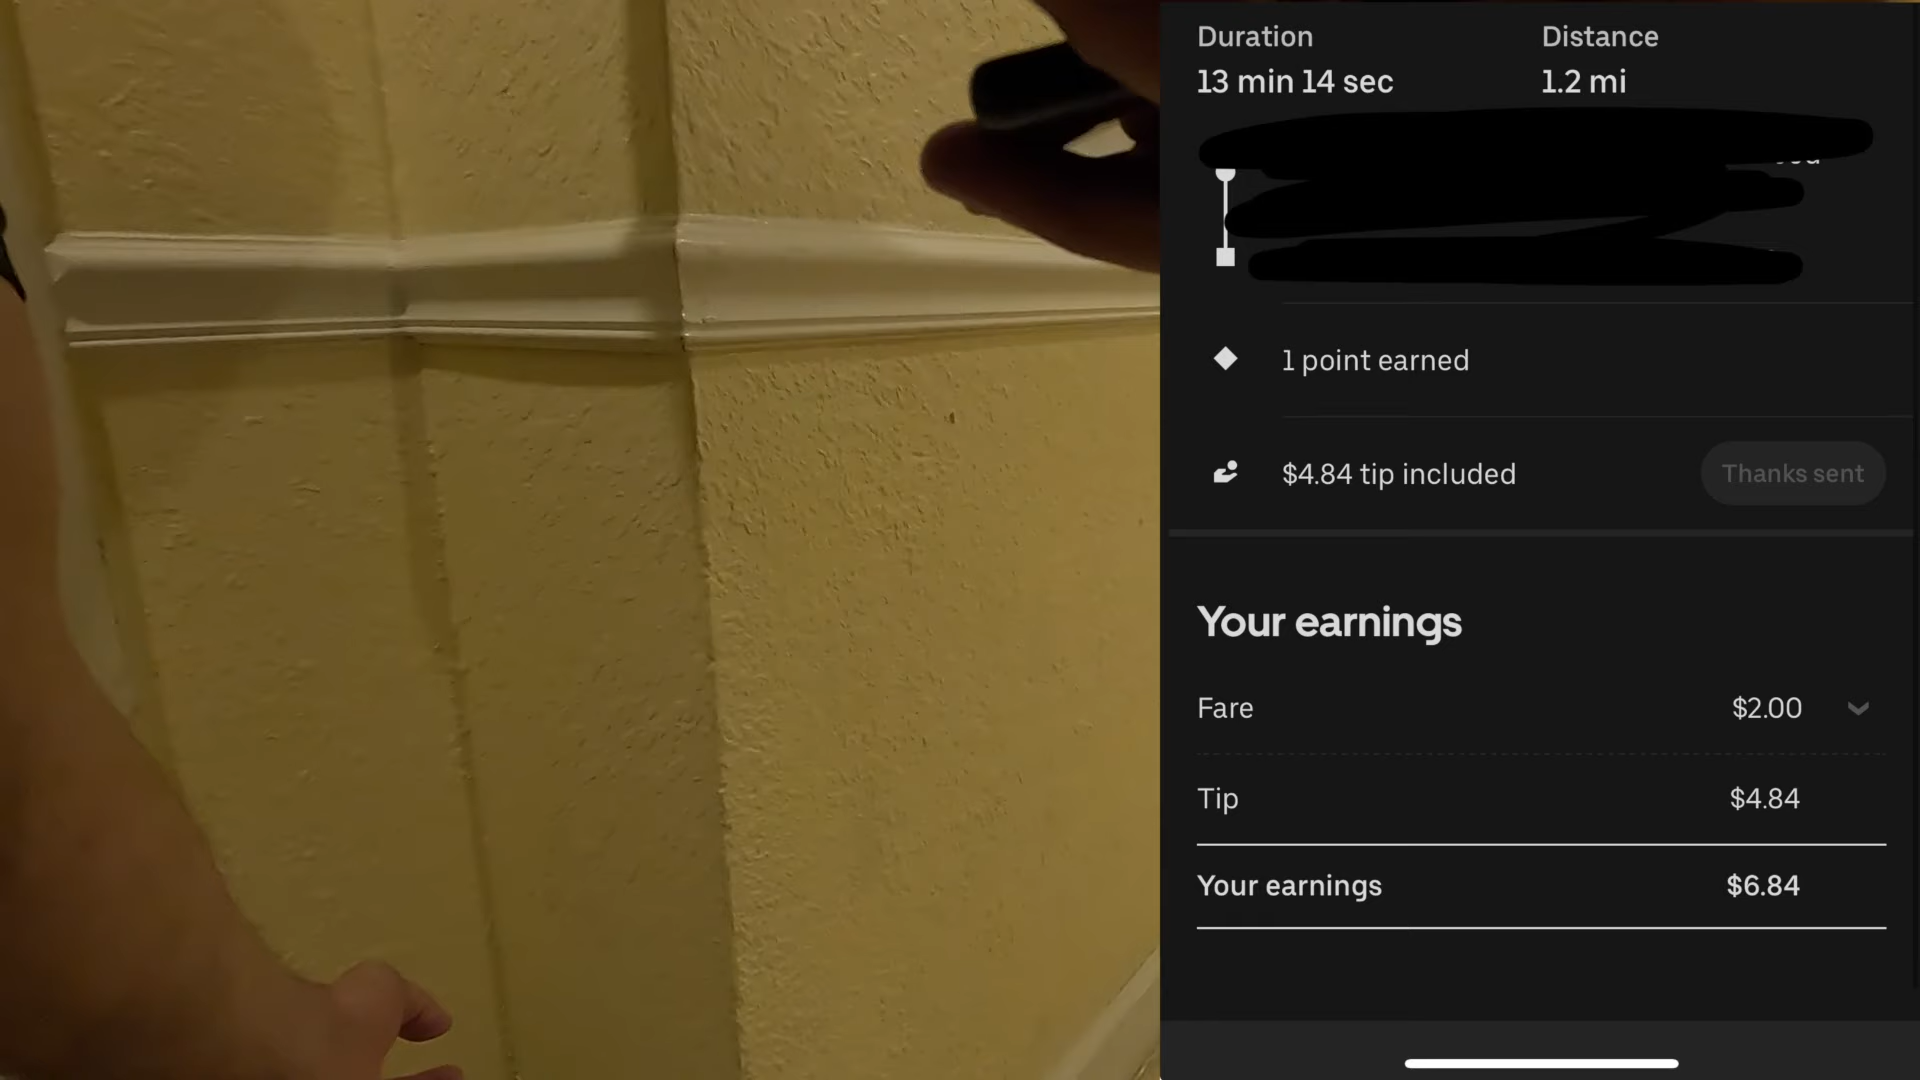 Duration Distance
13 min 14 sec 1.2 mi
1 point earned
$4.84 tip included Thanks sent
Your earnings
Fare $2.00
Tip $4.84
Your earnings $6.84